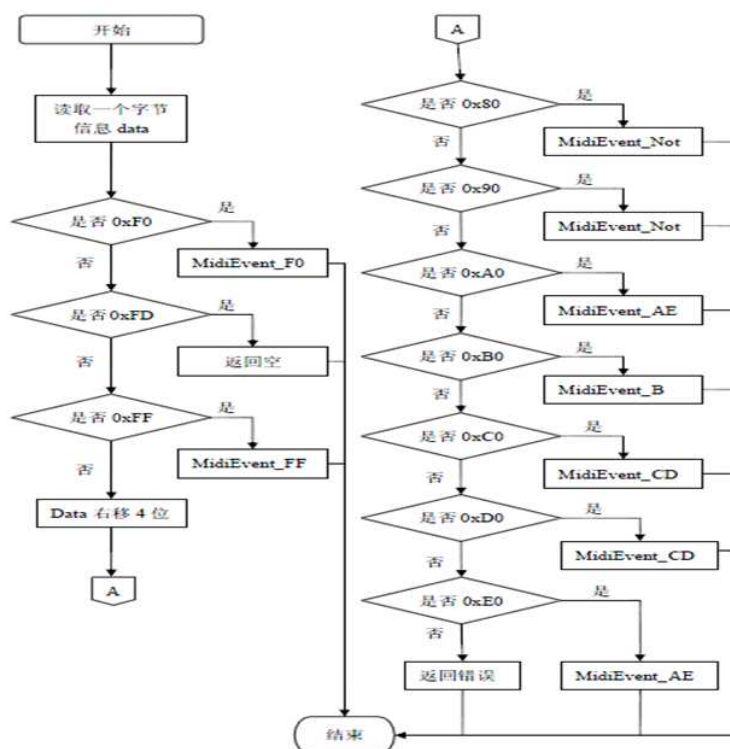 开始
读取一个字节
信息 data
是否 0xF0
是
MidiEvent_F0
否
是否 0xFD
是
返回空
否
是否 0xFF
是
MidiEvent_FF
否
Data 右移 4 位
A
A
是否 0x80
是
MidiEvent_Not
否
是否 0x90
是
MidiEvent_Not
否
是否 0xA0
是
MidiEvent_AE
否
是否 0xB0
是
MidiEvent_B
否
是否 0xC0
是
MidiEvent_CD
否
是否 0xD0
是
MidiEvent_CD
否
是否 0xE0
是
否
返回错误
MidiEvent_AE
结束